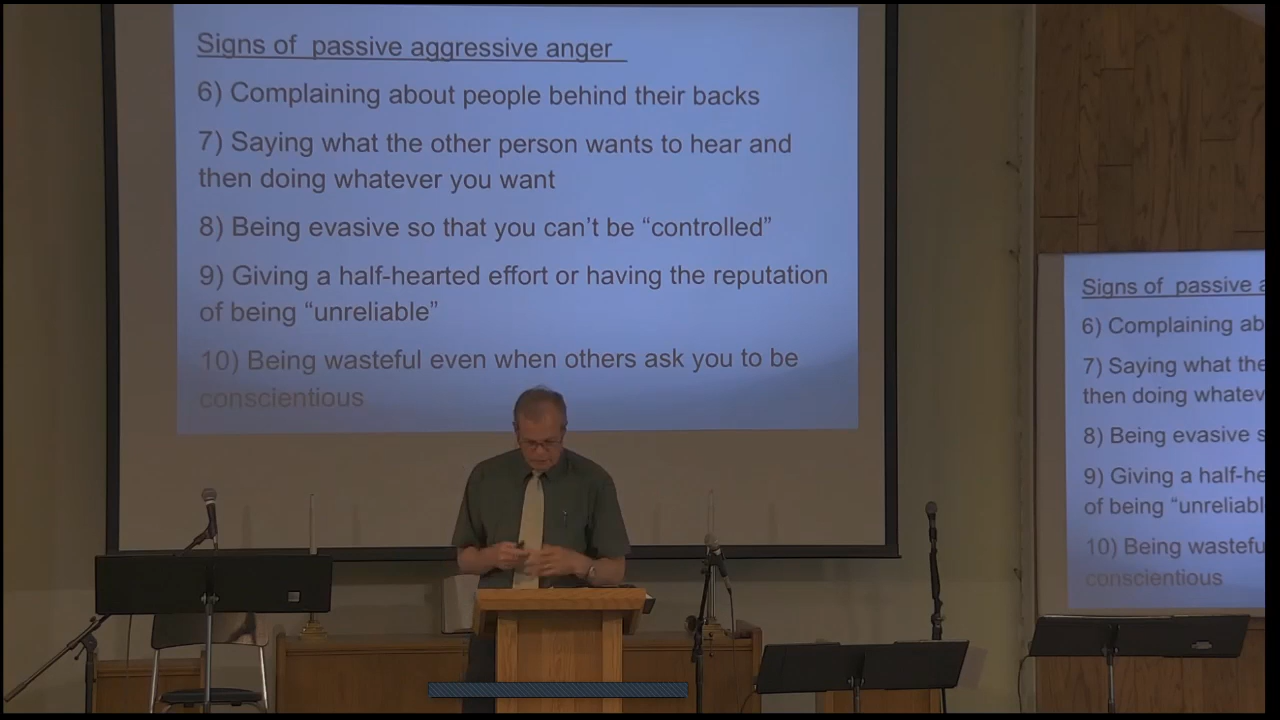 Signs of passive aggressive anger
6) Complaining about people behind their backs
7) Saying what the other person wants to hear and
then doing whatever you want
8) Being evasive so that you can’t be “controlled”
9) Giving a half-hearted effort or having the reputation
of being “unreliable”
10) Being wasteful even when others ask you to be
conscientious
Signs of passive a
6) Complaining ab
7) Saying what the
then doing whatev
8) Being evasive s
9) Giving a half-he
of being “unreliabl
10) Being wastefu
conscientious